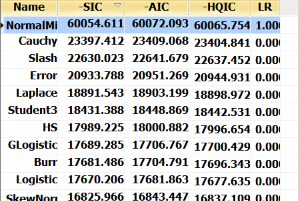 -SIC -AIC -HQIC LR
NormalMi 60054.611 60072.093 60065.754 1.000
Cauchy 23397.412 23409.068 23404.841 0.000
Slash 22630.023 22641.679 22637.452 0.000
Error 20933.788 20951.269 20944.931 0.000
Laplace 18891.543 18903.199 18898.972 0.000
Student3 18431.388 18448.869 18442.531 0.000
HS 17989.225 18000.882 17996.654 0.000
GLogistic 17689.285 17706.767 17700.429 0.000
Burr 17681.486 17704.791 17696.343 0.000
Logistic 17670.206 17681.863 17677.635 0.000
SkewNorm 16825.966 16843.447 16837.109 0.000